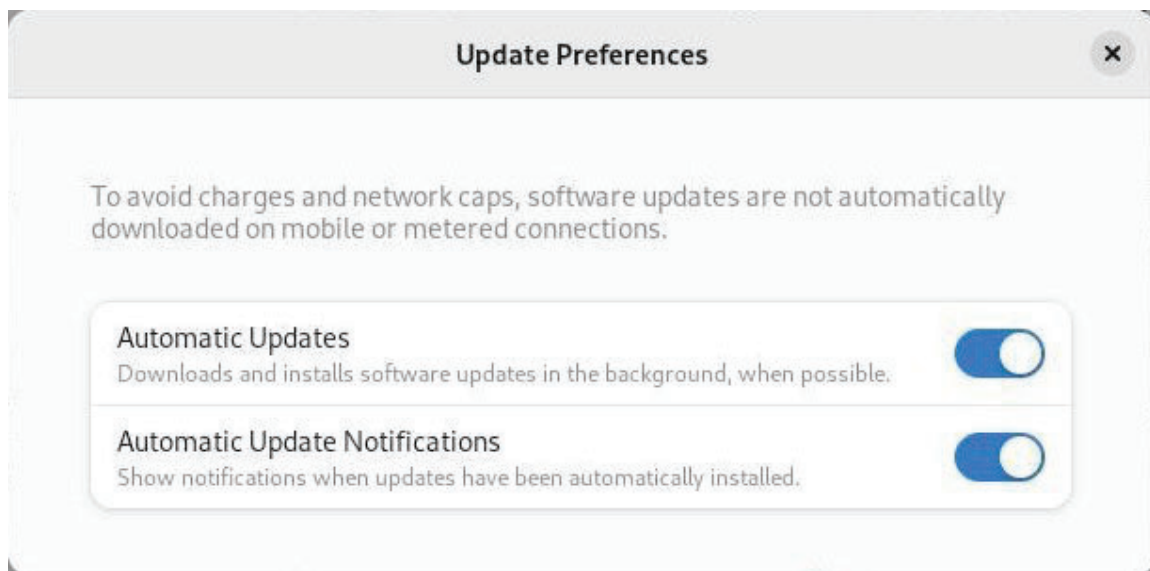 Update Preferences
To avoid charges and network caps, software updates are not automatically
downloaded on mobile or metered connections.
Automatic Updates
Downloads and installs software updates in the background, when possible.
Automatic Update Notifications
Show notifications when updates have been automatically installed.